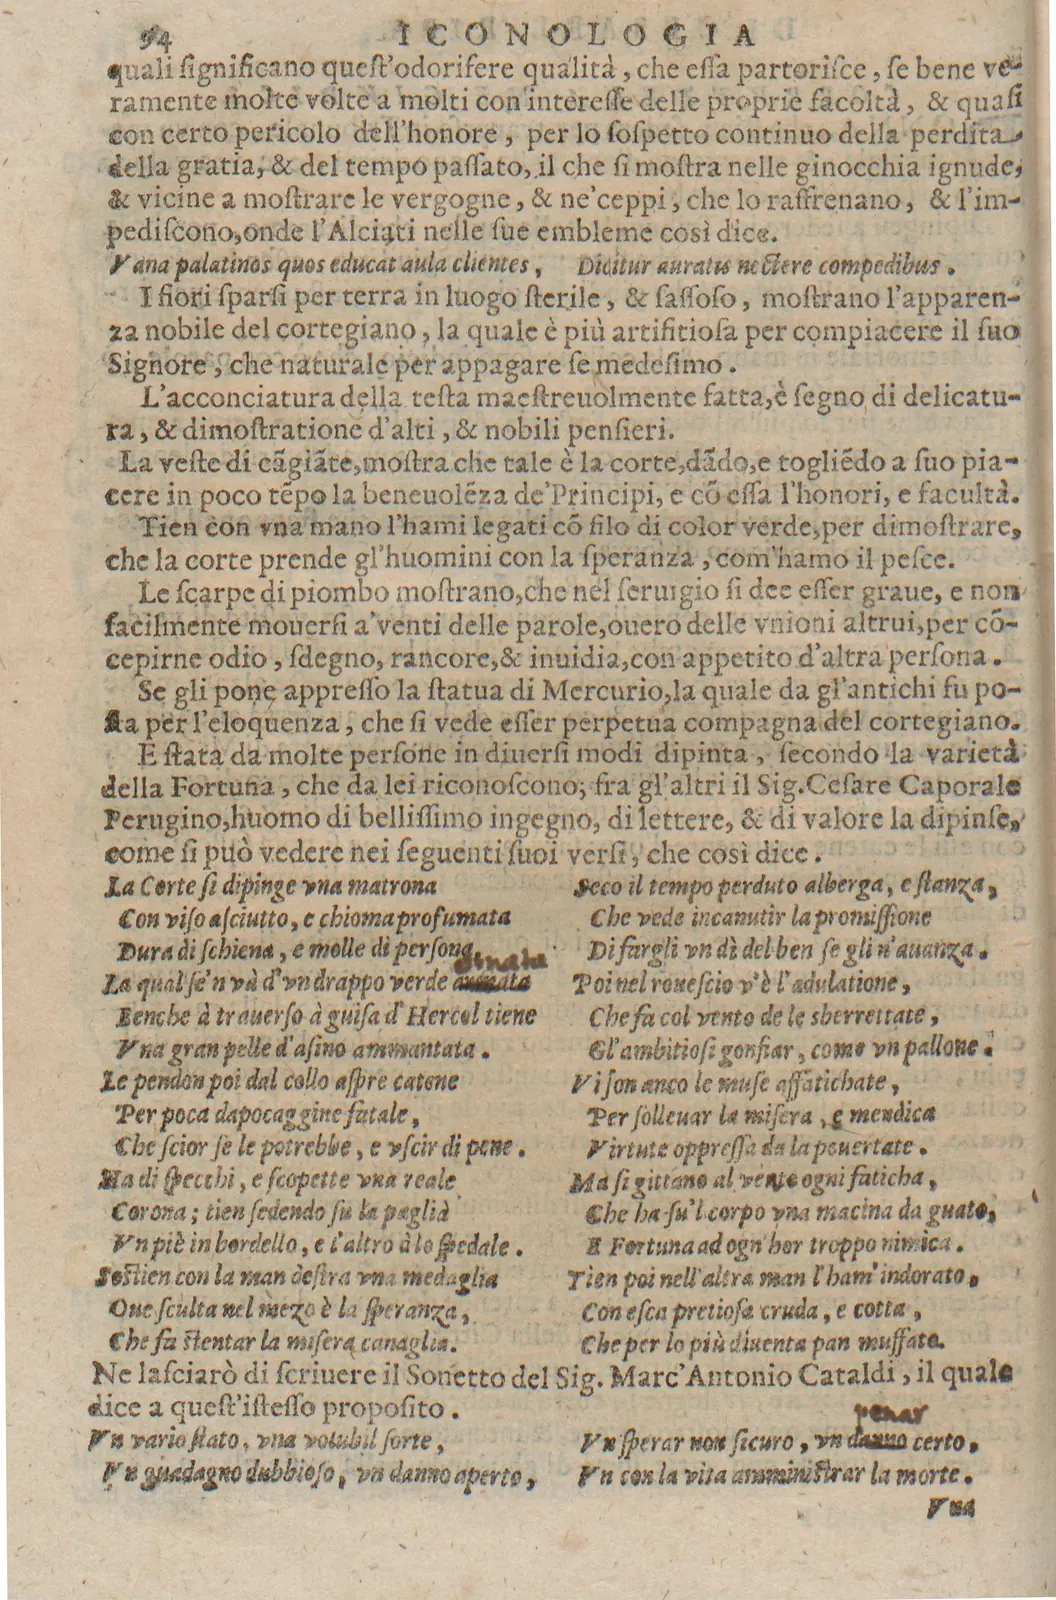 94 ICONOLOGIA
quali significano quest'odorifere qualità, che essa partorisce, se bene ve-
ramente molte volte a molti con interesse delle proprie facoltà, & quasi
con certo pericolo dell'honore, per lo sospetto continuo della perdita
della gratia, & del tempo passato, il che si mostra nelle ginocchia ignude,
& vicine a mostrare le vergogne, & ne'ceppi, che lo raffrenano, & l'im-
pediscono, onde l'Alciati nelle sue embleme così dice.
Vana palatinos quos educat aula clientes, Dicitur auratis nectere compedibus.
I fiori sparsi per terra in luogo sterile, & sassoso, mostrano l'apparen-
za nobile del cortegiano, la quale è più artifitiosa per compiacere il suo
Signore, che naturale per appagare se medesimo.
L'acconciatura della testa maestreuolmente fatta, è segno di delicatu-
ra, & dimostratione d'alti, & nobili pensieri.
La veste di cãgiãte, mostra che tale è la corte, dãdo, e togliẽdo a suo pia-
cere in poco tẽpo la beneuolẽza de'Principi, e cõ essa l'honori, e facultà.
Tien con vna mano l'hami legati cõ filo di color verde, per dimostrare,
che la corte prende gl'huomini con la speranza, com'hamo il pesce.
Le scarpe di piombo mostrano, che nel seruigio si dee esser graue, e non
facilmente mouersi a'venti delle parole, ouero delle vnioni altrui, per cõ-
cepirne odio, sdegno, rancore, & inuidia, con appetito d'altra persona.
Se gli pone appresso la statua di Mercurio, la quale da gl'antichi fu po-
sta per l'eloquenza, che si vede esser perpetua compagna del cortegiano.
E stata da molte persone in diuersi modi dipinta, secondo la varietà
della Fortuna, che da lei riconoscono; fra gl'altri il Sig. Cesare Caporale
Perugino, huomo di bellissimo ingegno, di lettere, & di valore la dipinse,
come si può vedere nei seguenti suoi versi, che così dice.
La Corte si dipinge vna matrona
Con viso asciutto, e chioma profumata
Dura di schiena, e molle di persona
La qual se'n và d'vn drappo verde
Benche à trauerso à guisa d'Hercol tiene
Vna gran pelle d'asino ammantata.
Le pendon poi dal collo aspre catene
Per poca dapocaggine fatale,
Che scior se le potrebbe, e vscir di pene.
Ha di specchi, e scopette vna reale
Corona; tien sedendo su la paglia
Vn piè in bordello, e l'altro à lo spedale.
Sostien con la man destra vna medaglia
Oue sculta nel mezo è la speranza,
Che fa stentar la misera canaglia.
Seco il tempo perduto alberga, e stanza,
Che vede incanutir la promissione
Di fargli vn dì del ben se gli n'auanza.
Poi nel rouescio v'è l'adulatione,
Che fa col vento de le sberrettate,
Gl'ambitiosi gonfiar, come vn pallone.
Vi son anco le muse affatichate,
Per solleuar la misera, e mendica
Virtute oppressa da la pouertate.
Ma si gittano al vento ogni faticha,
Che ha su'l corpo vna macina da guato,
E Fortuna ad ogn'hor troppo nimica.
Tien poi nell'altra man l'ham'indorato,
Con esca pretiosa cruda, e cotta,
Che per lo più diuenta pan muffato.
Ne lasciarò di scriuere il Sonetto del Sig. Marc'Antonio Cataldi, il quale
dice a quest'istesso proposito.
Vn vario stato, vna volubil sorte,
Vn guadagno dubbioso, vn danno aperto,
penar
Vn sperar non sicuro, vn danno certo,
Vn con la vita amministrar la morte.
Vna